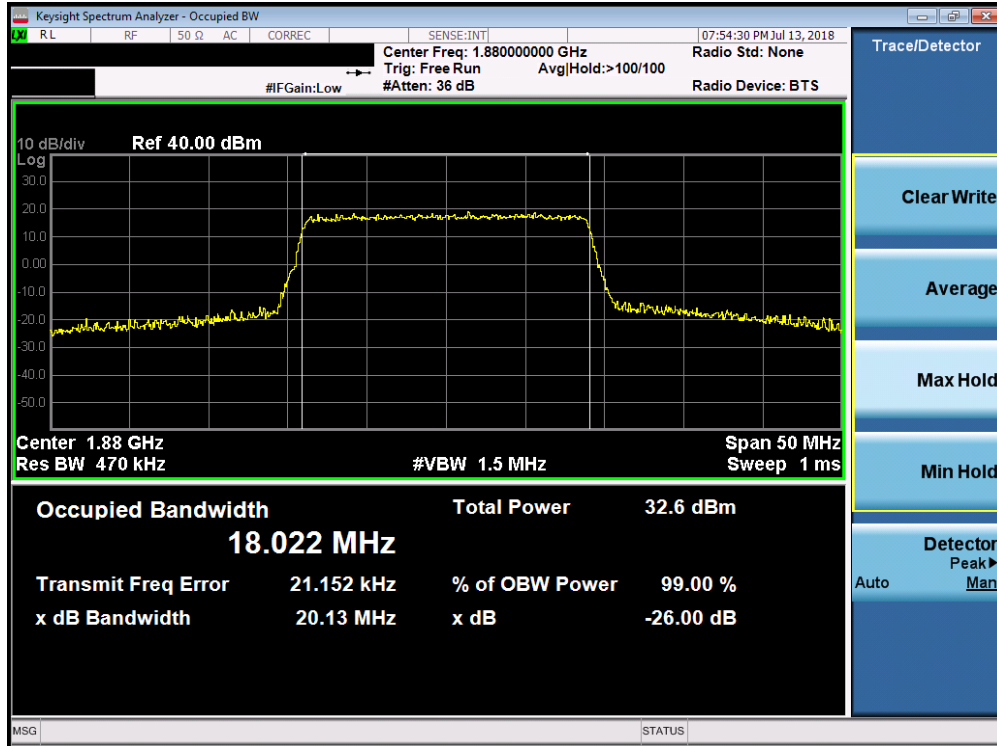 Keysight Spectrum Analyzer - Occupied BW
LXI RL RF 50 Ω AC CORREC SENSE:INT 07:54:30 PM Jul 13, 2018
Center Freq: 1.880000000 GHz Radio Std: None
Trig: Free Run Avg|Hold:>100/100
#IFGain:Low #Atten: 36 dB Radio Device: BTS
10 dB/div Ref 40.00 dBm
Log
30.0
20.0
10.0
0.00
-10.0
-20.0
-30.0
-40.0
-50.0
Center 1.88 GHz Span 50 MHz
Res BW 470 kHz #VBW 1.5 MHz Sweep 1 ms
Occupied Bandwidth Total Power 32.6 dBm
18.022 MHz
Transmit Freq Error 21.152 kHz % of OBW Power 99.00 %
x dB Bandwidth 20.13 MHz x dB -26.00 dB
MSG STATUS
Trace/Detector
Clear Write
Average
Max Hold
Min Hold
Detector
Peak▶
Auto Man